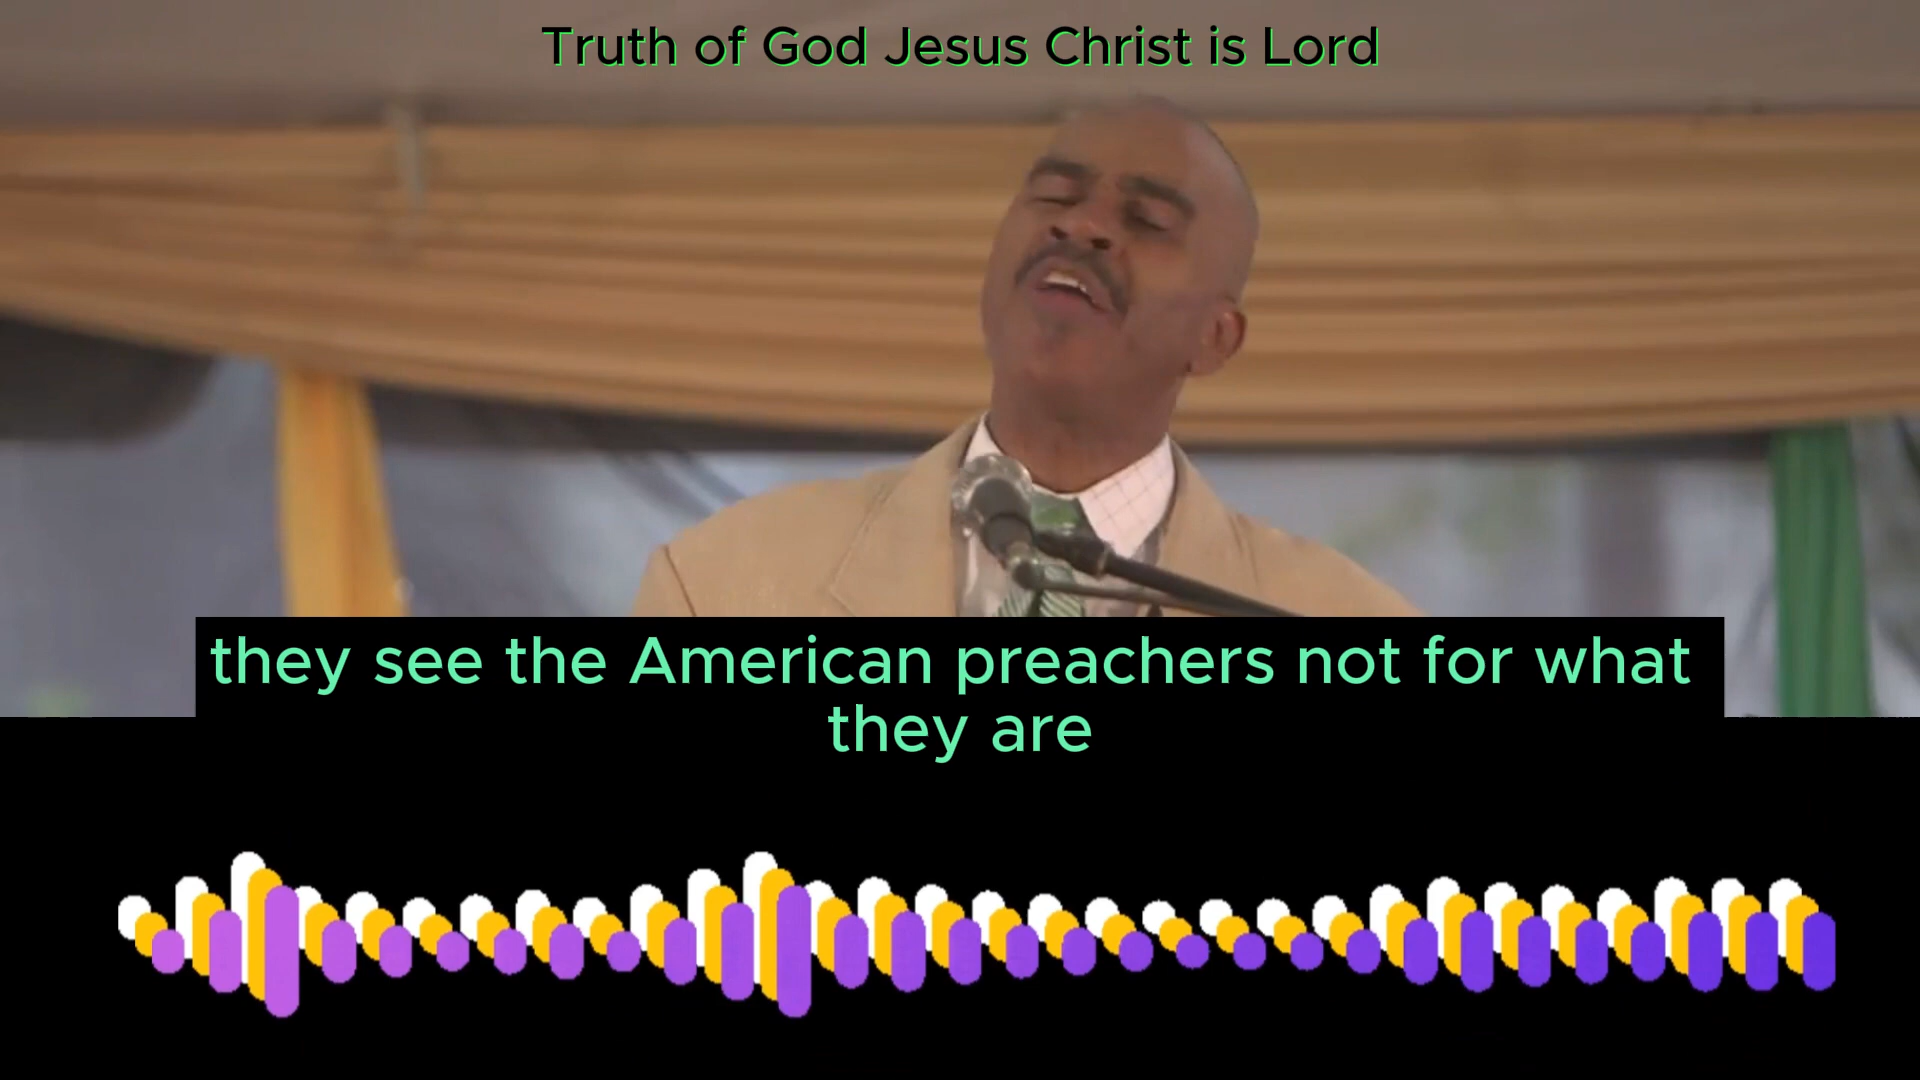 Truth of God Jesus Christ is Lord
they see the American preachers not for what
they are